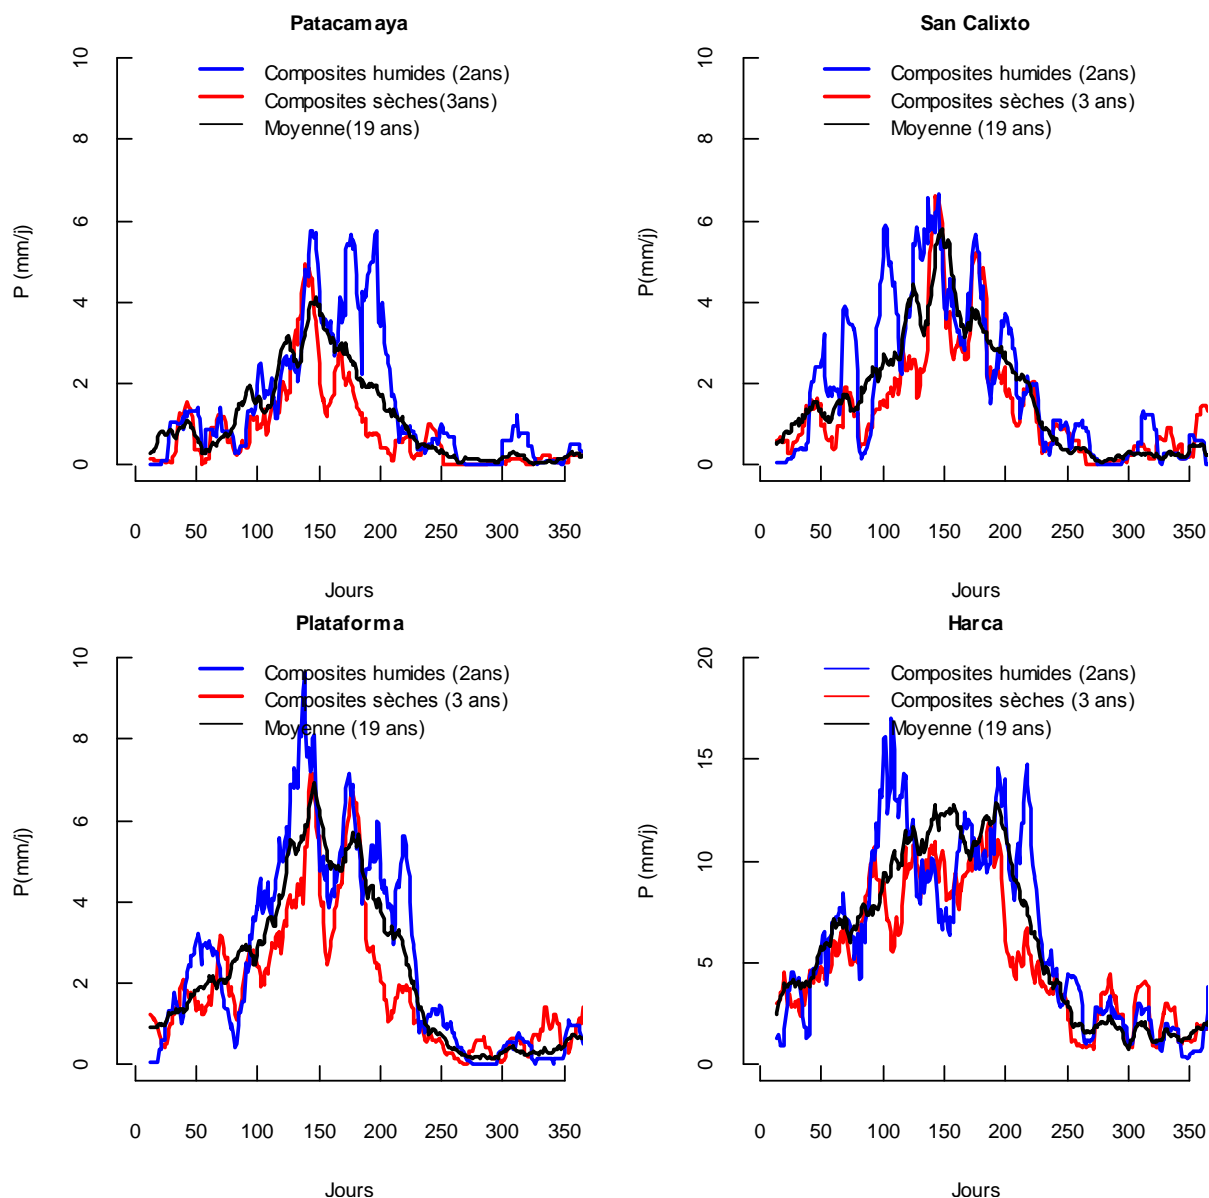 Patacamaya
10
8
6
4
2
0
P (mm/j)
Composites humides (2ans)
Composites sèches(3ans)
Moyenne(19 ans)
0 50 100 150 200 250 300 350
Jours
San Calixto
10
8
6
4
2
0
P(mm/j)
Composites humides (2ans)
Composites sèches (3 ans)
Moyenne (19 ans)
0 50 100 150 200 250 300 350
Jours
Plataforma
10
8
6
4
2
0
P(mm/j)
Composites humides (2ans)
Composites sèches (3 ans)
Moyenne (19 ans)
0 50 100 150 200 250 300 350
Jours
Harca
20
15
10
5
0
P (mm/j)
Composites humides (2ans)
Composites sèches (3 ans)
Moyenne (19 ans)
0 50 100 150 200 250 300 350
Jours